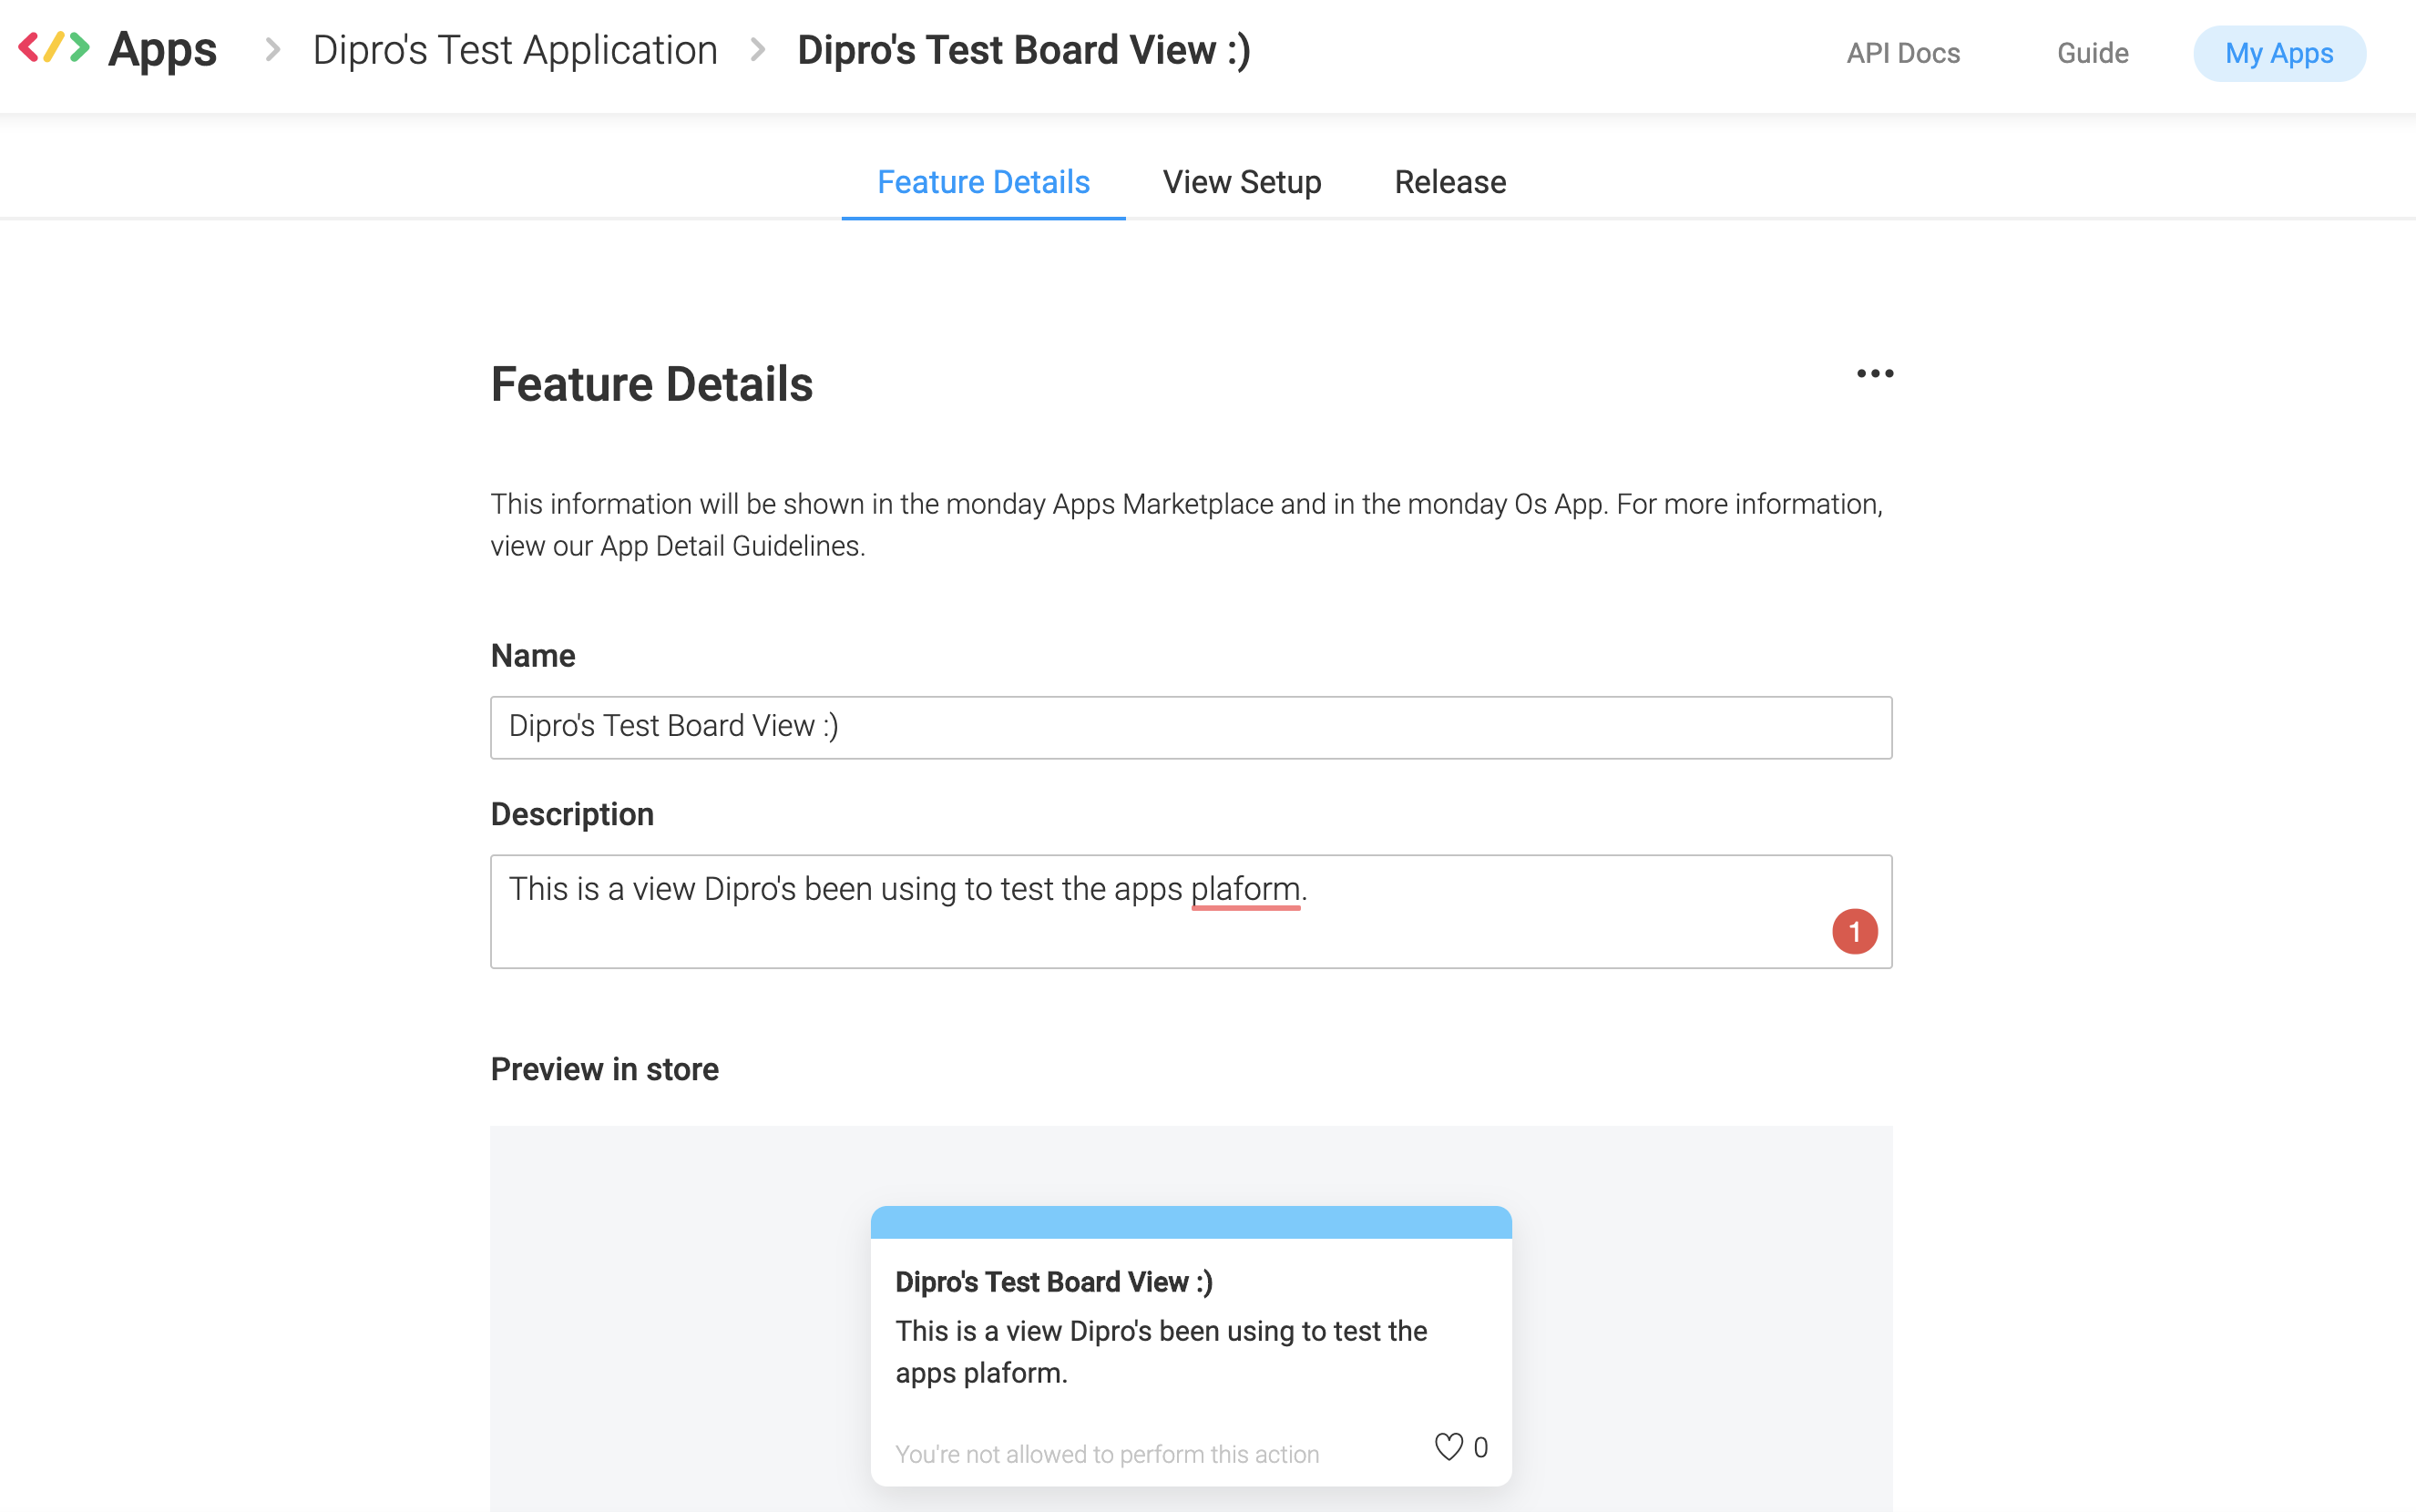 Apps
Dipro's Test Application
Dipro's Test Board View :)
API Docs
Guide
My Apps
Feature Details
View Setup
Release
Feature Details
This information will be shown in the monday Apps Marketplace and in the monday Os App. For more information,
view our App Detail Guidelines.
Name
Dipro's Test Board View :)
Description
This is a view Dipro's been using to test the apps plaform.
1
Preview in store
Dipro's Test Board View :)
This is a view Dipro's been using to test the
apps plaform.
You're not allowed to perform this action
0